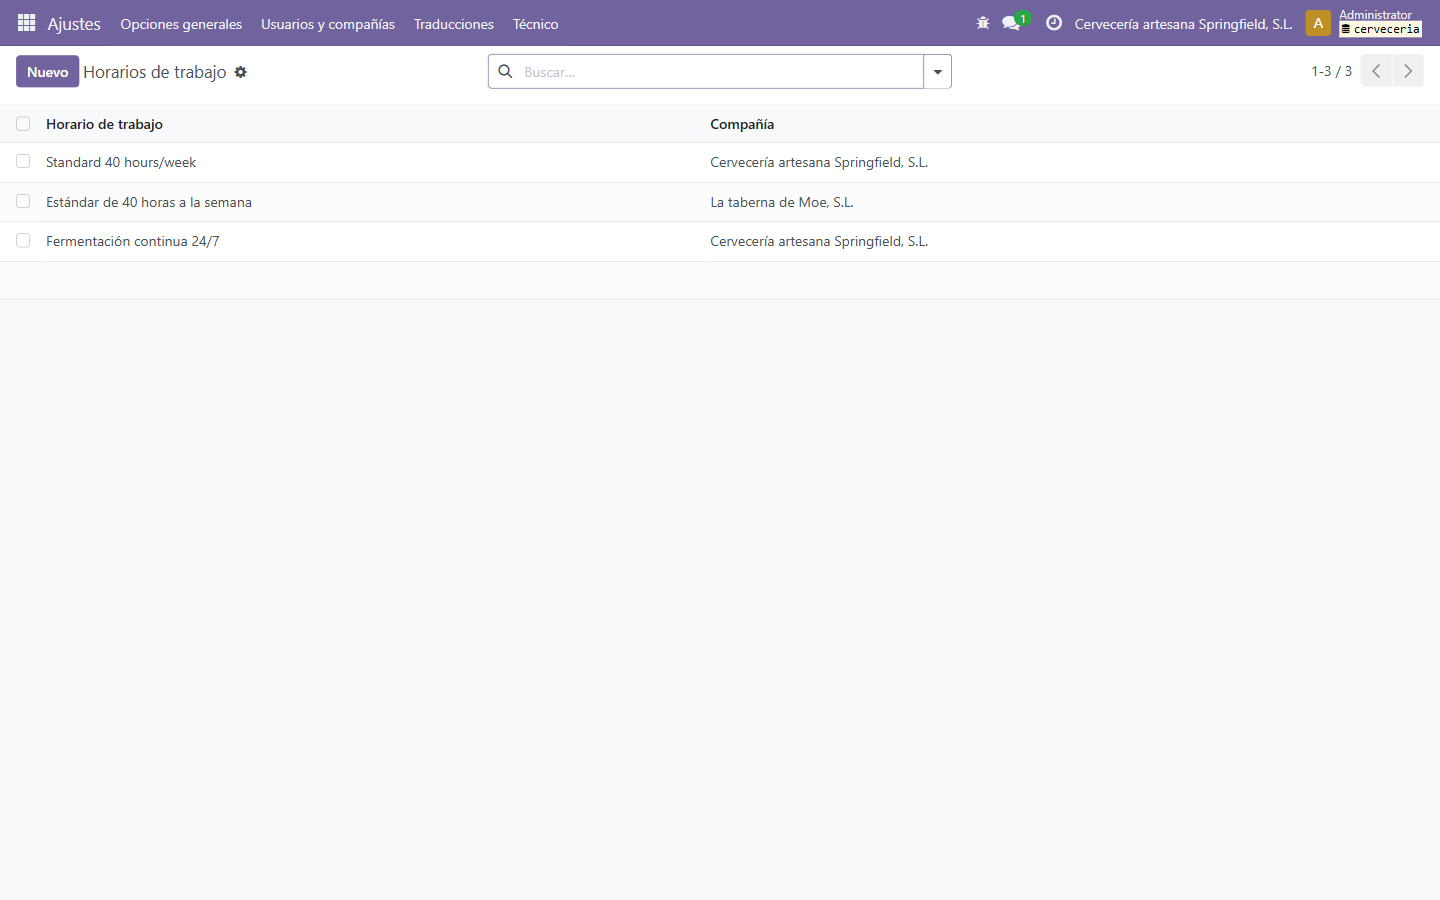 Ajustes Opciones generales Usuarios y compañías Traducciones Técnico 1 Cervecería artesana Springfield, S.L. A Administrator
cerveceria
Nuevo Horarios de trabajo Buscar... 1-3 / 3
Horario de trabajo Compañía
Standard 40 hours/week Cervecería artesana Springfield, S.L.
Estándar de 40 horas a la semana La taberna de Moe, S.L.
Fermentación continua 24/7 Cervecería artesana Springfield, S.L.